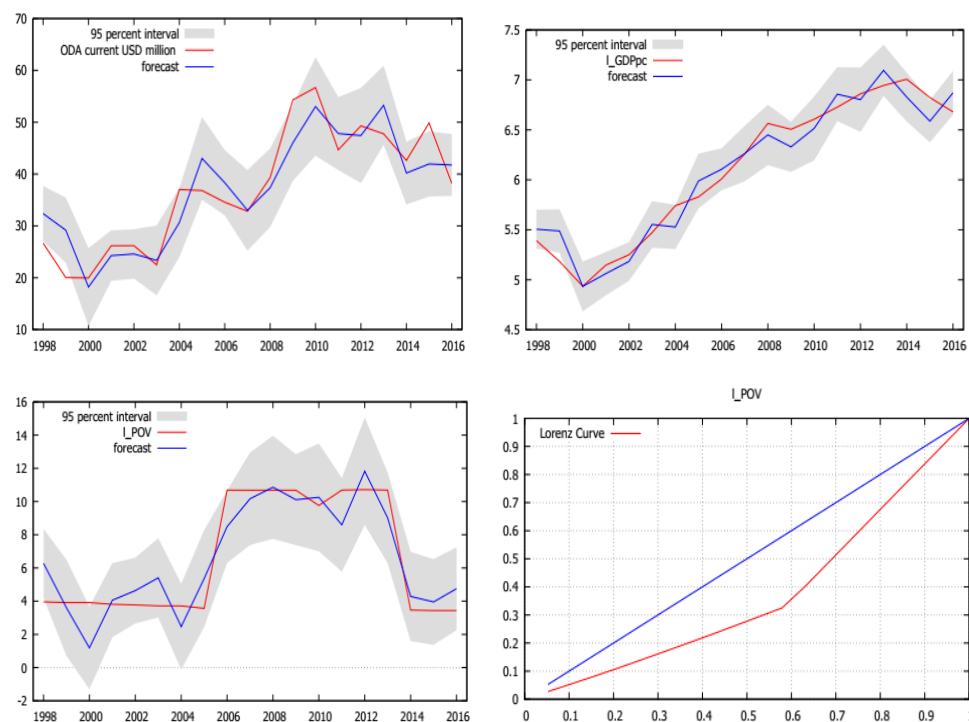 70
60
50
40
30
20
10
95 percent interval
ODA current USD million
forecast
1998 2000 2002 2004 2006 2008 2010 2012 2014 2016
7.5
7
6.5
6
5.5
5
4.5
95 percent interval
l_GDPpc
forecast
1998 2000 2002 2004 2006 2008 2010 2012 2014 2016
16
14
12
10
8
6
4
2
0
-2
95 percent interval
l_POV
forecast
1998 2000 2002 2004 2006 2008 2010 2012 2014 2016
l_POV
1
0.9
0.8
0.7
0.6
0.5
0.4
0.3
0.2
0.1
0
Lorenz Curve
0 0.1 0.2 0.3 0.4 0.5 0.6 0.7 0.8 0.9